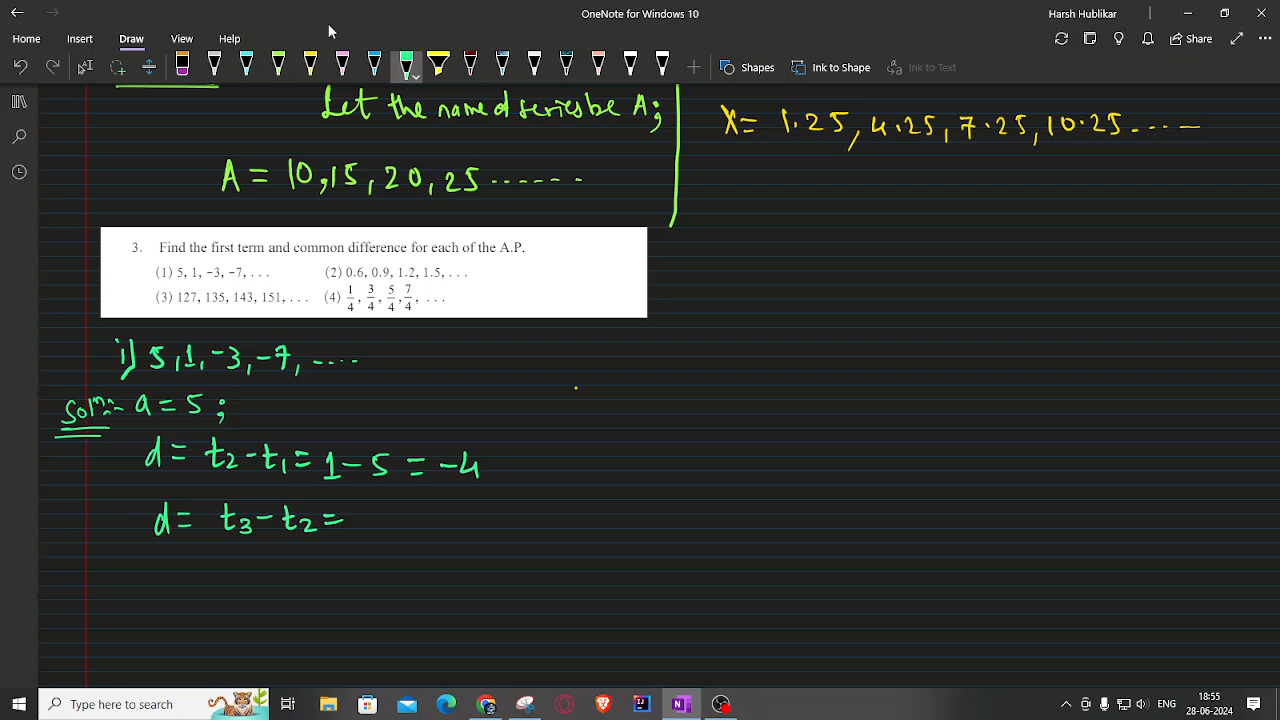 OneNote for Windows 10
Harsh Hublikar
Home Insert Draw View Help
Share
Shapes Ink to Shape Ink to Text
Let the name of series be A;
A = 10, 15, 20, 25 ......
X = 1.25, 4.25, 7.25, 10.25 ....
3. Find the first term and common difference for each of the A.P.
(1) 5, 1, -3, -7, . . . (2) 0.6, 0.9, 1.2, 1.5, . . .
(3) 127, 135, 143, 151, . . . (4) 1/4, 3/4, 5/4, 7/4, . . .
i) 5, 1, -3, -7, ....
Soln:- a = 5 ;
d = t2 - t1 = 1 - 5 = -4
d = t3 - t2 =
Type here to search
18:55
28-06-2024